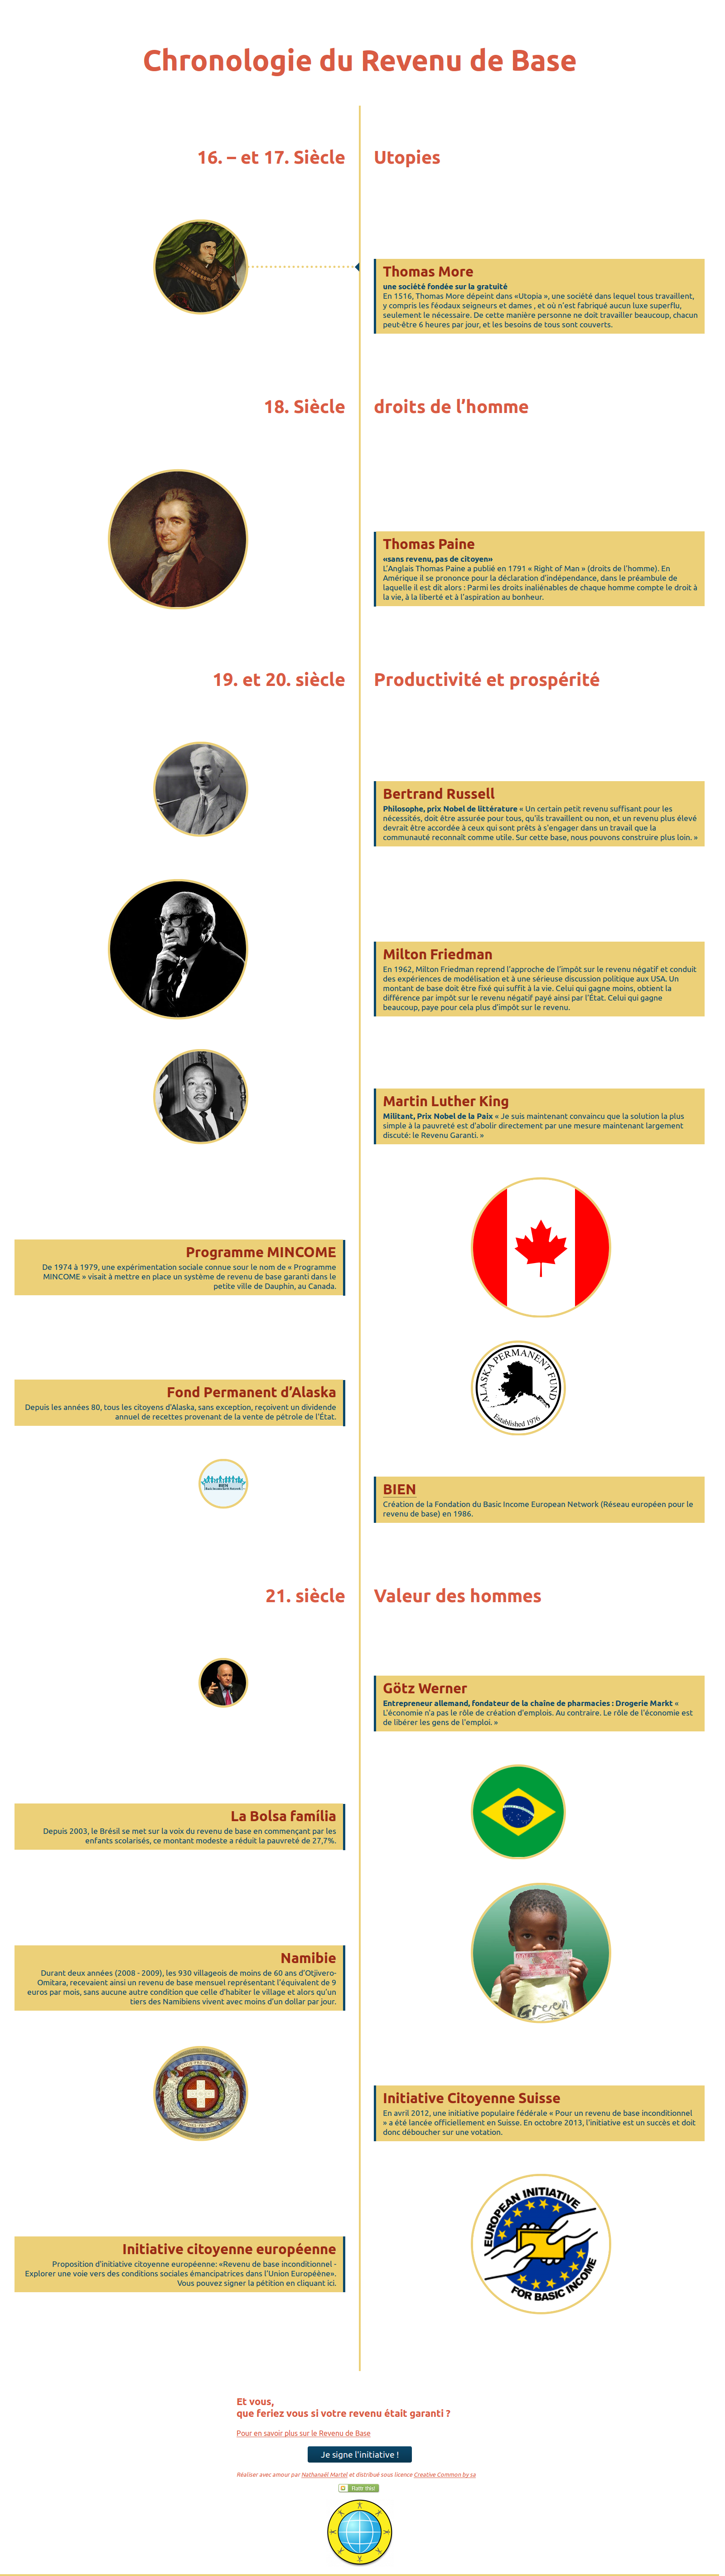 Chronologie du Revenu de Base
16. – et 17. Siècle
Utopies
Thomas More
une société fondée sur la gratuité
En 1516, Thomas More dépeint dans «Utopia », une société dans lequel tous travaillent,
y compris les féodaux seigneurs et dames , et où n'est fabriqué aucun luxe superflu,
seulement le nécessaire. De cette manière personne ne doit travailler beaucoup, chacun
peut-être 6 heures par jour, et les besoins de tous sont couverts.
18. Siècle
droits de l'homme
Thomas Paine
«sans revenu, pas de citoyen»
L'Anglais Thomas Paine a publié en 1791 « Right of Man » (droits de l'homme). En
Amérique il se prononce pour la déclaration d'indépendance, dans le préambule de
laquelle il est dit alors : Parmi les droits inaliénables de chaque homme compte le droit à
la vie, à la liberté et à l'aspiration au bonheur.
19. et 20. siècle
Productivité et prospérité
Bertrand Russell
Philosophe, prix Nobel de littérature « Un certain petit revenu suffisant pour les
nécessités, doit être assurée pour tous, qu'ils travaillent ou non, et un revenu plus élevé
devrait être accordée à ceux qui sont prêts à s'engager dans un travail que la
communauté reconnaît comme utile. Sur cette base, nous pouvons construire plus loin. »
Milton Friedman
En 1962, Milton Friedman reprend l'approche de l'impôt sur le revenu négatif et conduit
des expériences de modélisation et à une sérieuse discussion politique aux USA. Un
montant de base doit être fixé qui suffit à la vie. Celui qui gagne moins, obtient la
différence par impôt sur le revenu négatif payé ainsi par l'État. Celui qui gagne
beaucoup, paye pour cela plus d'impôt sur le revenu.
Martin Luther King
Militant, Prix Nobel de la Paix « Je suis maintenant convaincu que la solution la plus
simple à la pauvreté est d'abolir directement par une mesure maintenant largement
discuté: le Revenu Garanti. »
Programme MINCOME
De 1974 à 1979, une expérimentation sociale connue sour le nom de « Programme
MINCOME » visait à mettre en place un système de revenu de base garanti dans le
petite ville de Dauphin, au Canada.
ALASKA PERMANENT FUND
Established 1976
Fond Permanent d'Alaska
Depuis les années 80, tous les citoyens d'Alaska, sans exception, reçoivent un dividende
annuel de recettes provenant de la vente de pétrole de l'État.
BIEN
BIEN
Création de la Fondation du Basic Income European Network (Réseau européen pour le
revenu de base) en 1986.
21. siècle
Valeur des hommes
Götz Werner
Entrepreneur allemand, fondateur de la chaîne de pharmacies : Drogerie Markt «
L'économie n'a pas le rôle de création d'emplois. Au contraire. Le rôle de l'économie est
de libérer les gens de l'emploi. »
La Bolsa família
Depuis 2003, le Brésil se met sur la voix du revenu de base en commençant par les
enfants scolarisés, ce montant modeste a réduit la pauvreté de 27,7%.
Green
Namibie
Durant deux années (2008 - 2009), les 930 villageois de moins de 60 ans d'Otjivero-
Omitara, recevaient ainsi un revenu de base mensuel représentant l'équivalent de 9
euros par mois, sans aucune autre condition que celle d'habiter le village et alors qu'un
tiers des Namibiens vivent avec moins d'un dollar par jour.
Initiative Citoyenne Suisse
En avril 2012, une initiative populaire fédérale « Pour un revenu de base inconditionnel
» a été lancée officiellement en Suisse. En octobre 2013, l'initiative est un succès et doit
donc déboucher sur une votation.
EUROPEAN INITIATIVE
FOR BASIC INCOME
Initiative citoyenne européenne
Proposition d'initiative citoyenne européenne: «Revenu de base inconditionnel -
Explorer une voie vers des conditions sociales émancipatrices dans l'Union Européène».
Vous pouvez signer la pétition en cliquant ici.
Et vous,
que feriez vous si votre revenu était garanti ?
Pour en savoir plus sur le Revenu de Base
Je signe l'initiative !
Réaliser avec amour par Nathanaël Martel et distribué sous licence Creative Common by sa
Flattr this!